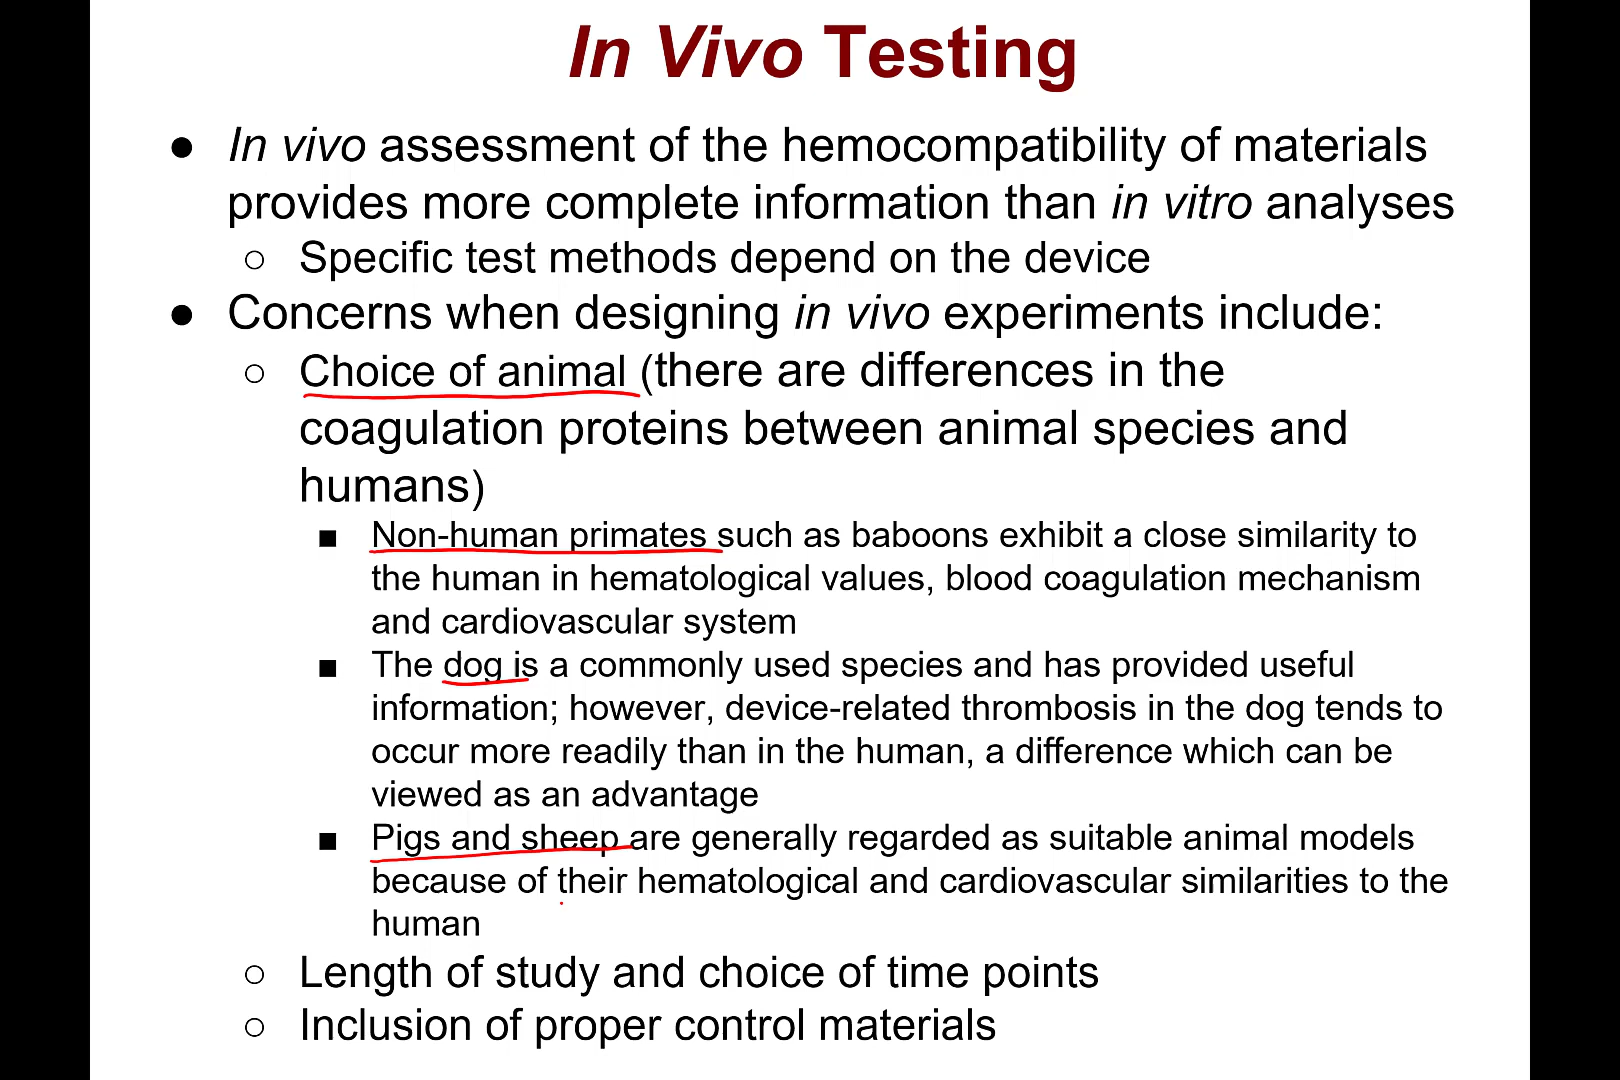 In Vivo Testing
● In vivo assessment of the hemocompatibility of materials
provides more complete information than in vitro analyses
○ Specific test methods depend on the device
● Concerns when designing in vivo experiments include:
○ Choice of animal (there are differences in the
coagulation proteins between animal species and
humans)
■ Non-human primates such as baboons exhibit a close similarity to
the human in hematological values, blood coagulation mechanism
and cardiovascular system
■ The dog is a commonly used species and has provided useful
information; however, device-related thrombosis in the dog tends to
occur more readily than in the human, a difference which can be
viewed as an advantage
■ Pigs and sheep are generally regarded as suitable animal models
because of their hematological and cardiovascular similarities to the
human
○ Length of study and choice of time points
○ Inclusion of proper control materials